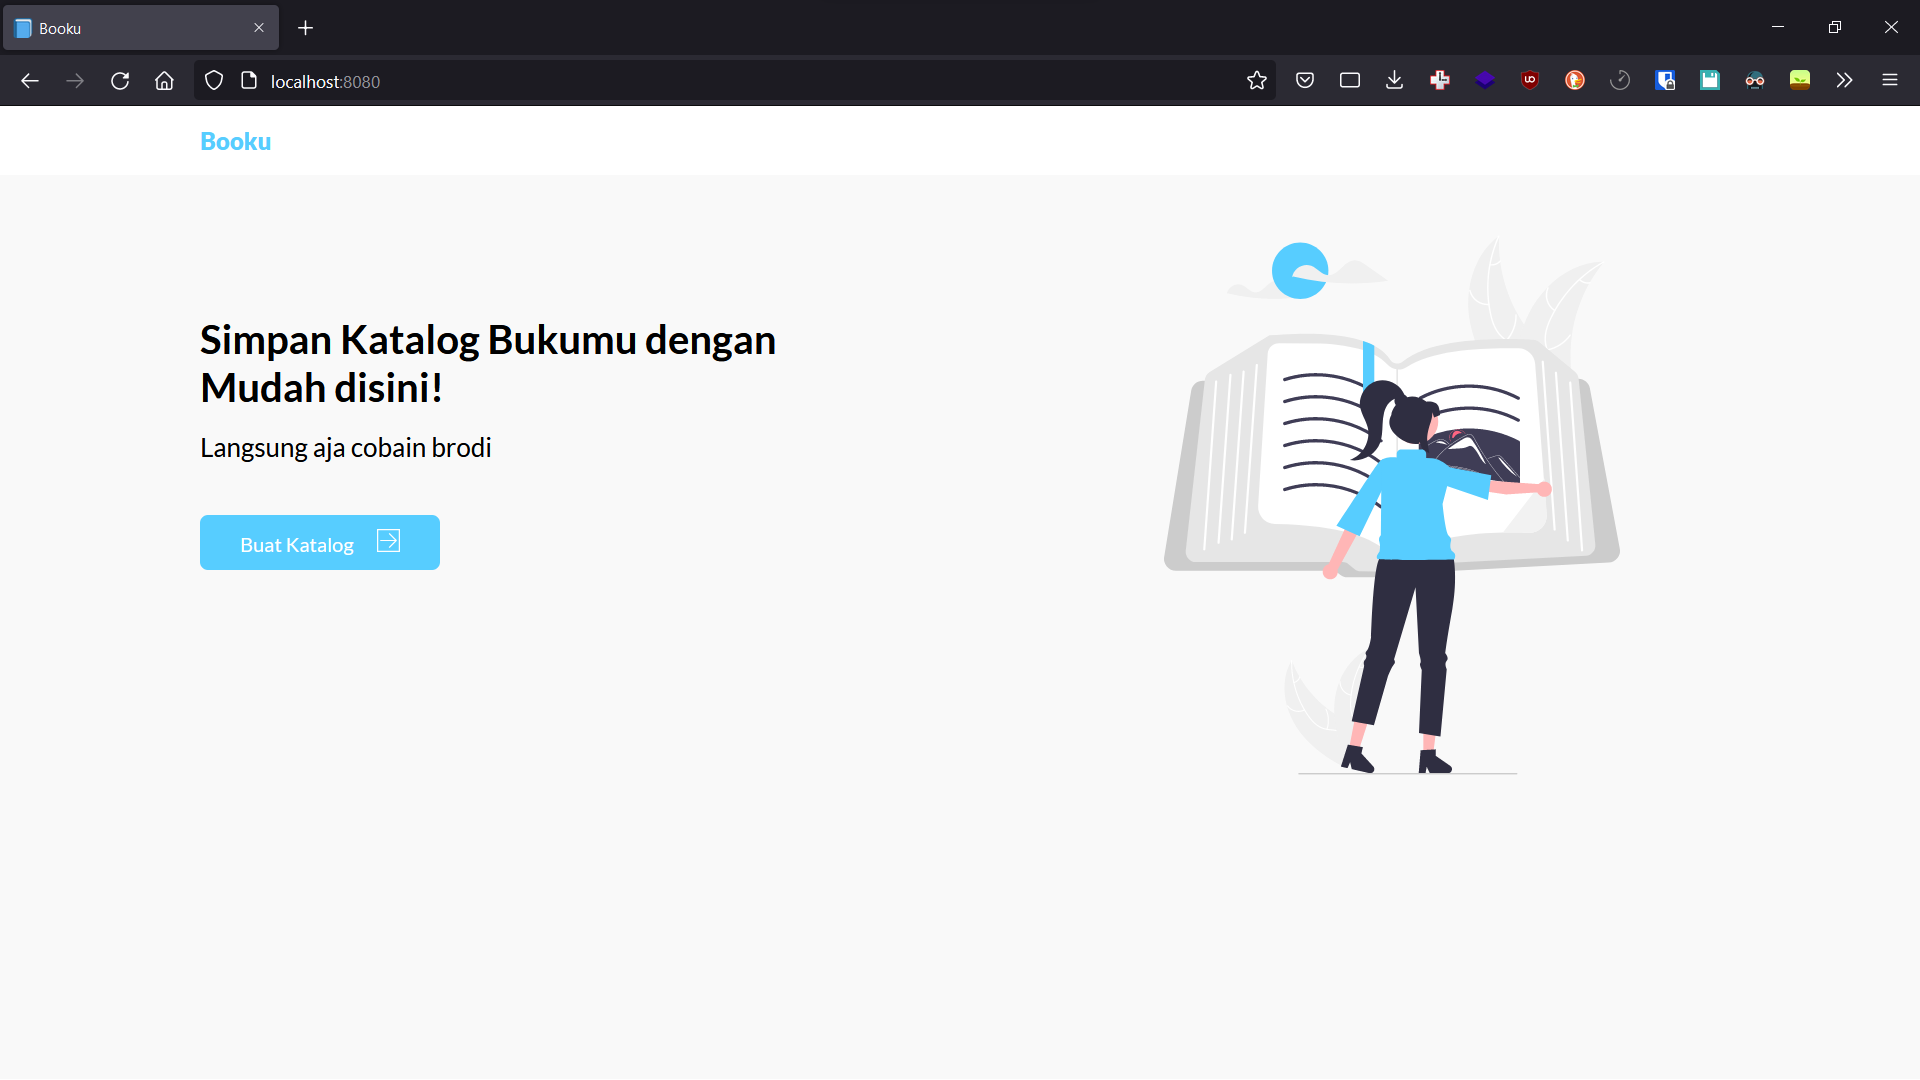 Booku
localhost:8080
Booku
Simpan Katalog Bukumu dengan
Mudah disini!
Langsung aja cobain brodi
Buat Katalog